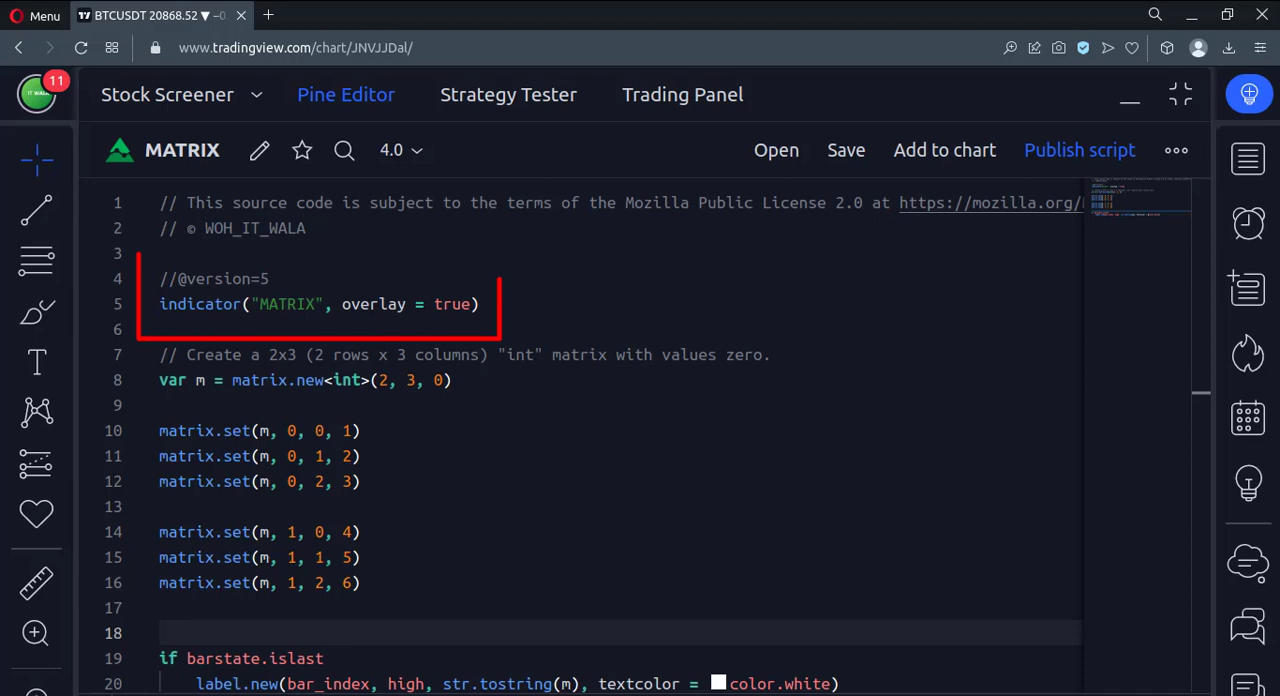 Menu
BTCUSDT 20868.52 ▼ −0
www.tradingview.com/chart/JNVJJDal/
IT WALA
11
Stock Screener
Pine Editor
Strategy Tester
Trading Panel
MATRIX
4.0
Open
Save
Add to chart
Publish script
1 // This source code is subject to the terms of the Mozilla Public License 2.0 at https://mozilla.org/
2 // © WOH_IT_WALA
3
4 //@version=5
5 indicator("MATRIX", overlay = true)
6
7 // Create a 2x3 (2 rows x 3 columns) "int" matrix with values zero.
8 var m = matrix.new<int>(2, 3, 0)
9
10 matrix.set(m, 0, 0, 1)
11 matrix.set(m, 0, 1, 2)
12 matrix.set(m, 0, 2, 3)
13
14 matrix.set(m, 1, 0, 4)
15 matrix.set(m, 1, 1, 5)
16 matrix.set(m, 1, 2, 6)
17
18
19 if barstate.islast
20 label.new(bar_index, high, str.tostring(m), textcolor = color.white)